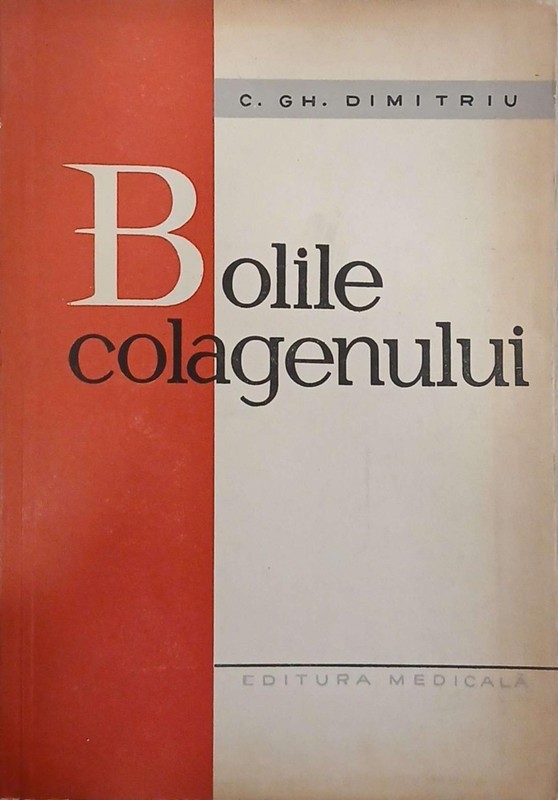 C. GH. DIMITRIU
Bolile
colagenului
EDITURA MEDICALĂ